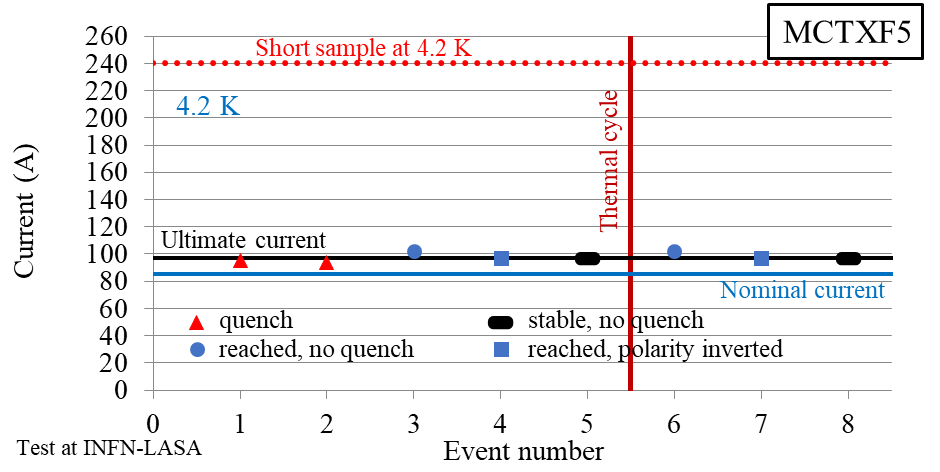 MCTXF5
260
240
220
200
180
160
140
120
100
80
60
40
20
0
Current (A)
Short sample at 4.2 K
4.2 K
Thermal cycle
Ultimate current
Nominal current
quench
stable, no quench
reached, no quench
reached, polarity inverted
0 1 2 3 4 5 6 7 8
Event number
Test at INFN-LASA